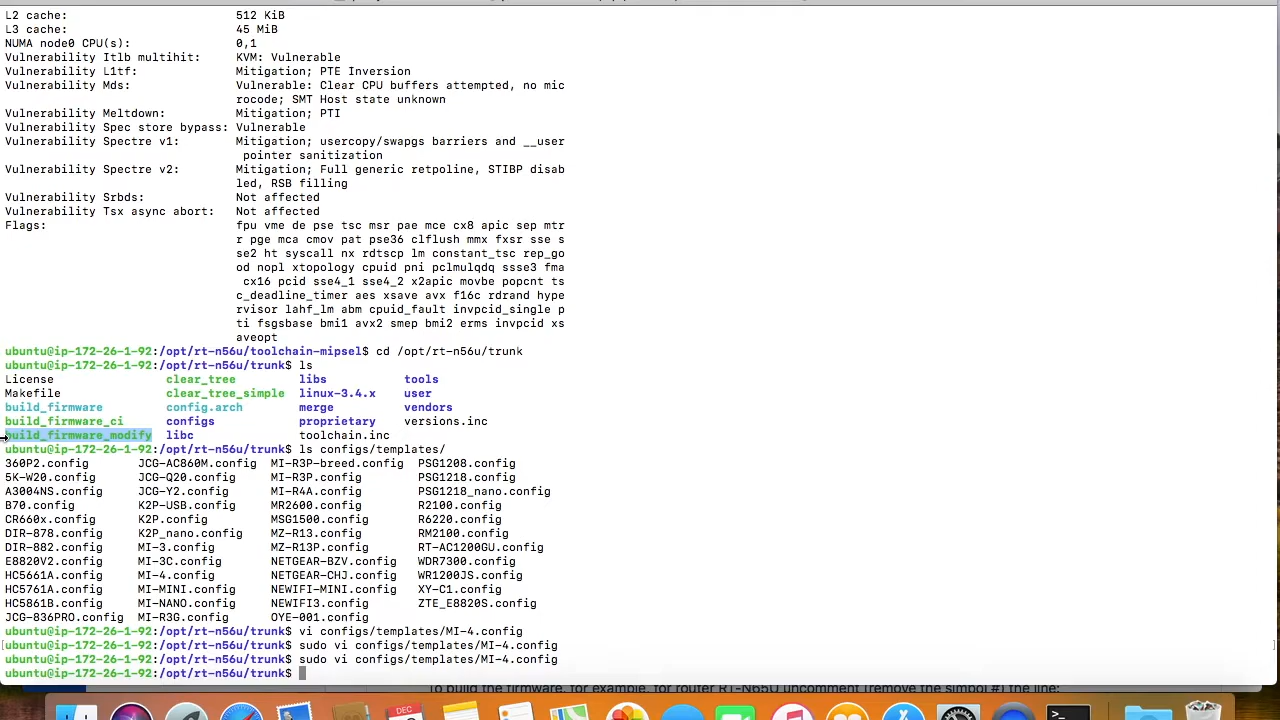 L2 cache: 512 KiB
L3 cache: 45 MiB
NUMA node0 CPU(s): 0,1
Vulnerability Itlb multihit: KVM: Vulnerable
Vulnerability L1tf: Mitigation; PTE Inversion
Vulnerability Mds: Vulnerable: Clear CPU buffers attempted, no mic
rocode; SMT Host state unknown
Vulnerability Meltdown: Mitigation; PTI
Vulnerability Spec store bypass: Vulnerable
Vulnerability Spectre v1: Mitigation; usercopy/swapgs barriers and __user
pointer sanitization
Vulnerability Spectre v2: Mitigation; Full generic retpoline, STIBP disab
led, RSB filling
Vulnerability Srbds: Not affected
Vulnerability Tsx async abort: Not affected
Flags: fpu vme de pse tsc msr pae mce cx8 apic sep mtr
r pge mca cmov pat pse36 clflush mmx fxsr sse s
se2 ht syscall nx rdtscp lm constant_tsc rep_go
od nopl xtopology cpuid pni pclmulqdq ssse3 fma
cx16 pcid sse4_1 sse4_2 x2apic movbe popcnt ts
c_deadline_timer aes xsave avx f16c rdrand hype
rvisor lahf_lm abm cpuid_fault invpcid_single p
ti fsgsbase bmi1 avx2 smep bmi2 erms invpcid xs
aveopt
ubuntu@ip-172-26-1-92:/opt/rt-n56u/toolchain-mipsel$ cd /opt/rt-n56u/trunk
ubuntu@ip-172-26-1-92:/opt/rt-n56u/trunk$ ls
License clear_tree libs tools
Makefile clear_tree_simple linux-3.4.x user
build_firmware config.arch merge vendors
build_firmware_ci configs proprietary versions.inc
build_firmware_modify libc toolchain.inc
ubuntu@ip-172-26-1-92:/opt/rt-n56u/trunk$ ls configs/templates/
360P2.config JCG-AC860M.config MI-R3P-breed.config PSG1208.config
5K-W20.config JCG-Q20.config MI-R3P.config PSG1218.config
A3004NS.config JCG-Y2.config MI-R4A.config PSG1218_nano.config
B70.config K2P-USB.config MR2600.config R2100.config
CR660x.config K2P.config MSG1500.config R6220.config
DIR-878.config K2P_nano.config MZ-R13.config RM2100.config
DIR-882.config MI-3.config MZ-R13P.config RT-AC1200GU.config
E8820V2.config MI-3C.config NETGEAR-BZV.config WDR7300.config
HC5661A.config MI-4.config NETGEAR-CHJ.config WR1200JS.config
HC5761A.config MI-MINI.config NEWIFI-MINI.config XY-C1.config
HC5861B.config MI-NANO.config NEWIFI3.config ZTE_E8820S.config
JCG-836PRO.config MI-R3G.config OYE-001.config
ubuntu@ip-172-26-1-92:/opt/rt-n56u/trunk$ vi configs/templates/MI-4.config
[ubuntu@ip-172-26-1-92:/opt/rt-n56u/trunk$ sudo vi configs/templates/MI-4.config ]
ubuntu@ip-172-26-1-92:/opt/rt-n56u/trunk$ sudo vi configs/templates/MI-4.config
ubuntu@ip-172-26-1-92:/opt/rt-n56u/trunk$
To build the firmware, for example, for router RT-N65U uncomment (remove the simbol #) the line:
DEC